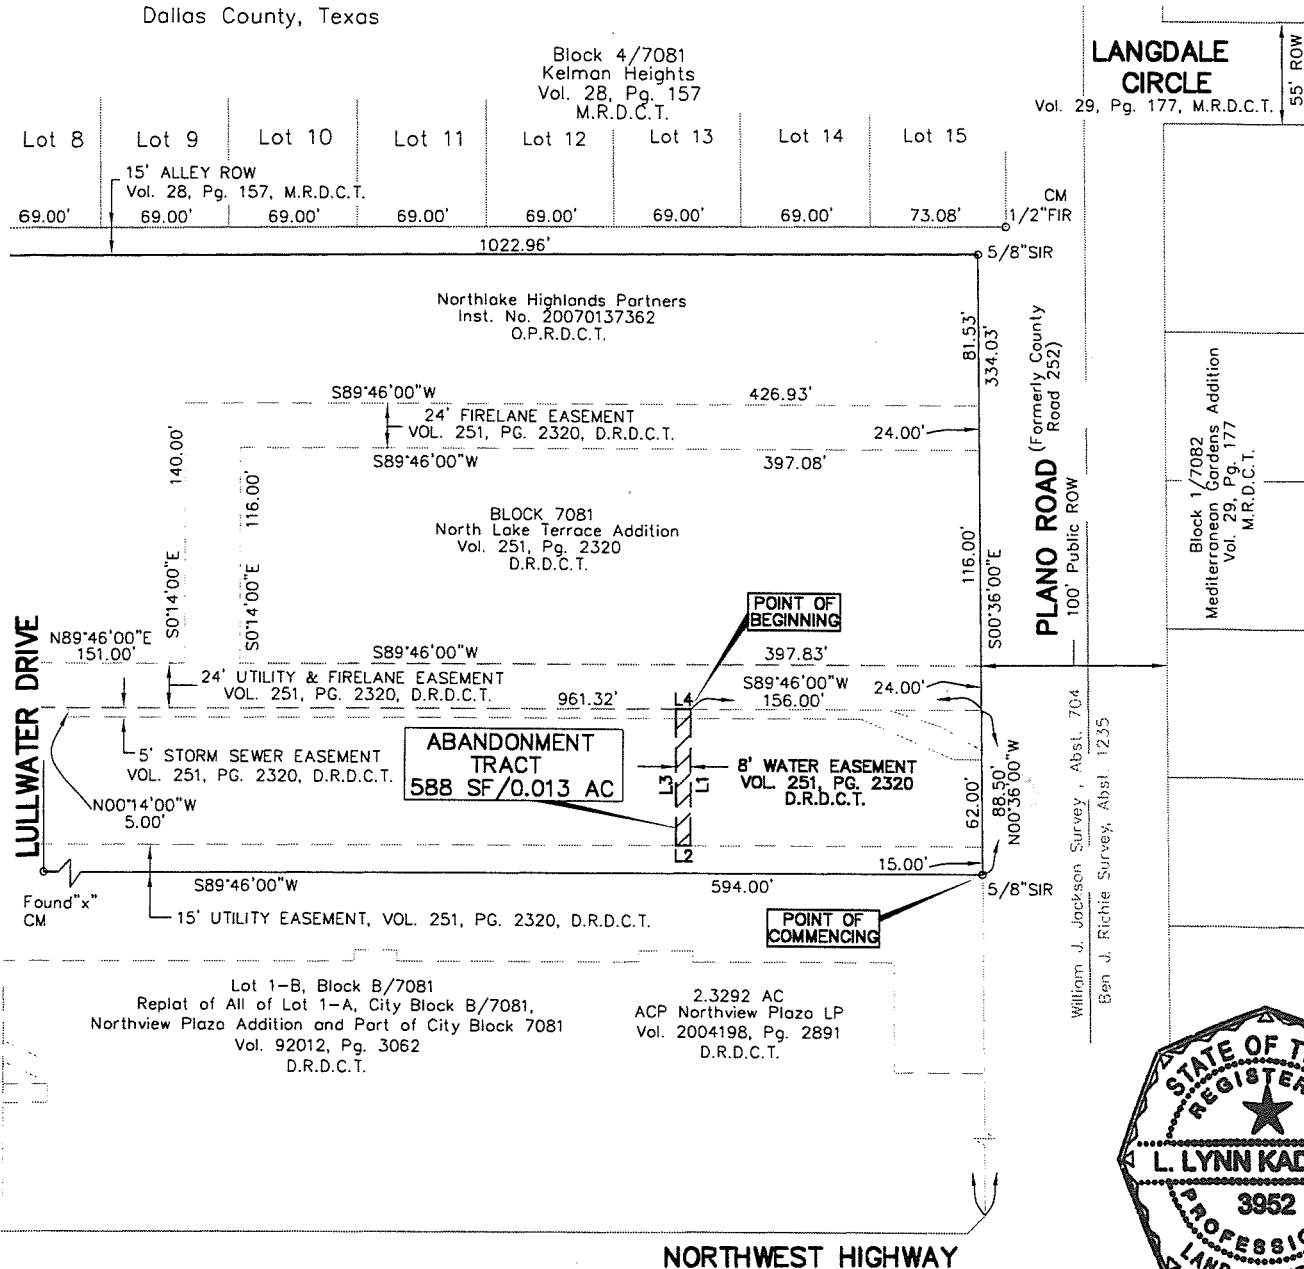 Dallas County, Texas
Block 4/7081
Kelman Heights
Vol. 28, Pg. 157
M.R.D.C.T.
LANGDALE
CIRCLE
Vol. 29, Pg. 177, M.R.D.C.T.
55' ROW
Lot 8
Lot 9
Lot 10
Lot 11
Lot 12
Lot 13
Lot 14
Lot 15
15' ALLEY ROW
Vol. 28, Pg. 157, M.R.D.C.T.
69.00'
69.00'
69.00'
69.00'
69.00'
69.00'
69.00'
73.08'
CM
1/2"FIR
1022.96'
5/8"SIR
Northlake Highlands Partners
Inst. No. 20070137362
O.P.R.D.C.T.
81.53'
334.03'
PLANO ROAD (Formerly County
Road 252)
100' Public ROW
S89°46'00"W
426.93'
24' FIRELANE EASEMENT
VOL. 251, PG. 2320, D.R.D.C.T.
24.00'
S89°46'00"W
397.08'
140.00'
S0°14'00"E
116.00'
S0°14'00"E
BLOCK 7081
North Lake Terrace Addition
Vol. 251, Pg. 2320
D.R.D.C.T.
116.00'
S00°36'00"E
Block 1/7082
Mediterranean Gardens Addition
Vol. 29, Pg. 177
M.R.D.C.T.
POINT OF
BEGINNING
LULLWATER DRIVE
N89°46'00"E
151.00'
S89°46'00"W
397.83'
24' UTILITY & FIRELANE EASEMENT
VOL. 251, PG. 2320, D.R.D.C.T.
961.32'
L4
S89°46'00"W
156.00'
24.00'
5' STORM SEWER EASEMENT
VOL. 251, PG. 2320, D.R.D.C.T.
ABANDONMENT
TRACT
588 SF/0.013 AC
L3
L1
8' WATER EASEMENT
VOL. 251, PG. 2320
D.R.D.C.T.
62.00'
88.50'
N00°36'00"W
N00°14'00"W
5.00'
L2
15.00'
S89°46'00"W
594.00'
5/8"SIR
Found"x"
CM
15' UTILITY EASEMENT, VOL. 251, PG. 2320, D.R.D.C.T.
POINT OF
COMMENCING
William J. Jackson Survey , Abst. 704
Ben J. Richie Survey, Abst. 1235
Lot 1-B, Block B/7081
Replat of All of Lot 1-A, City Block B/7081,
Northview Plaza Addition and Part of City Block 7081
Vol. 92012, Pg. 3062
D.R.D.C.T.
2.3292 AC
ACP Northview Plaza LP
Vol. 2004198, Pg. 2891
D.R.D.C.T.
STATE OF T
REGISTER
L. LYNN KAD
3952
PROFESSIO
LAND
NORTHWEST HIGHWAY